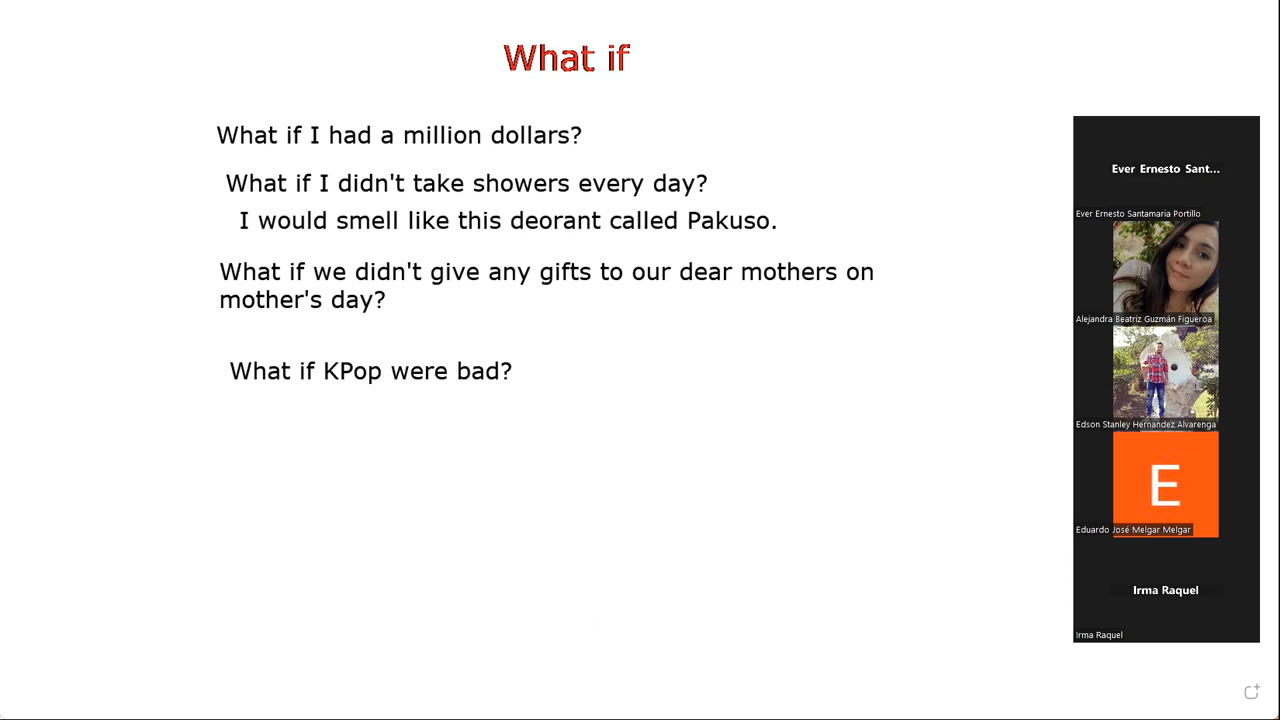 What if
What if I had a million dollars?
What if I didn't take showers every day?
I would smell like this deorant called Pakuso.
What if we didn't give any gifts to our dear mothers on
mother's day?
What if KPop were bad?
Ever Ernesto Sant...
Ever Ernesto Santamaria Portillo
Alejandra Beatriz Guzmán Figueroa
Edson Stanley Hernandez Alvarenga
E
Eduardo José Melgar Melgar
Irma Raquel
Irma Raquel